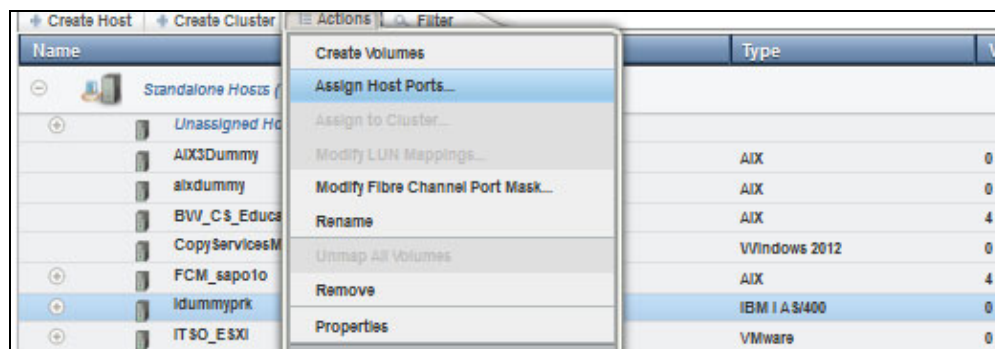 Create Host Create Cluster Actions Filter
Name Type V
Create Volumes
Standalone Hosts (
Assign Host Ports...
Unassigned Ho
Assign to Cluster...
AIX3Dummy AIX 0
Modify LUN Mappings...
aixdummy AIX 0
Modify Fibre Channel Port Mask...
BW_CS_Educa AIX 4
Rename
CopyServicesM Windows 2012 0
Unmap All Volumes
FCM_sapo1o AIX 4
Remove
idummyprk IBM I AS/400 0
Properties
ITSO_ESXI VMware 0